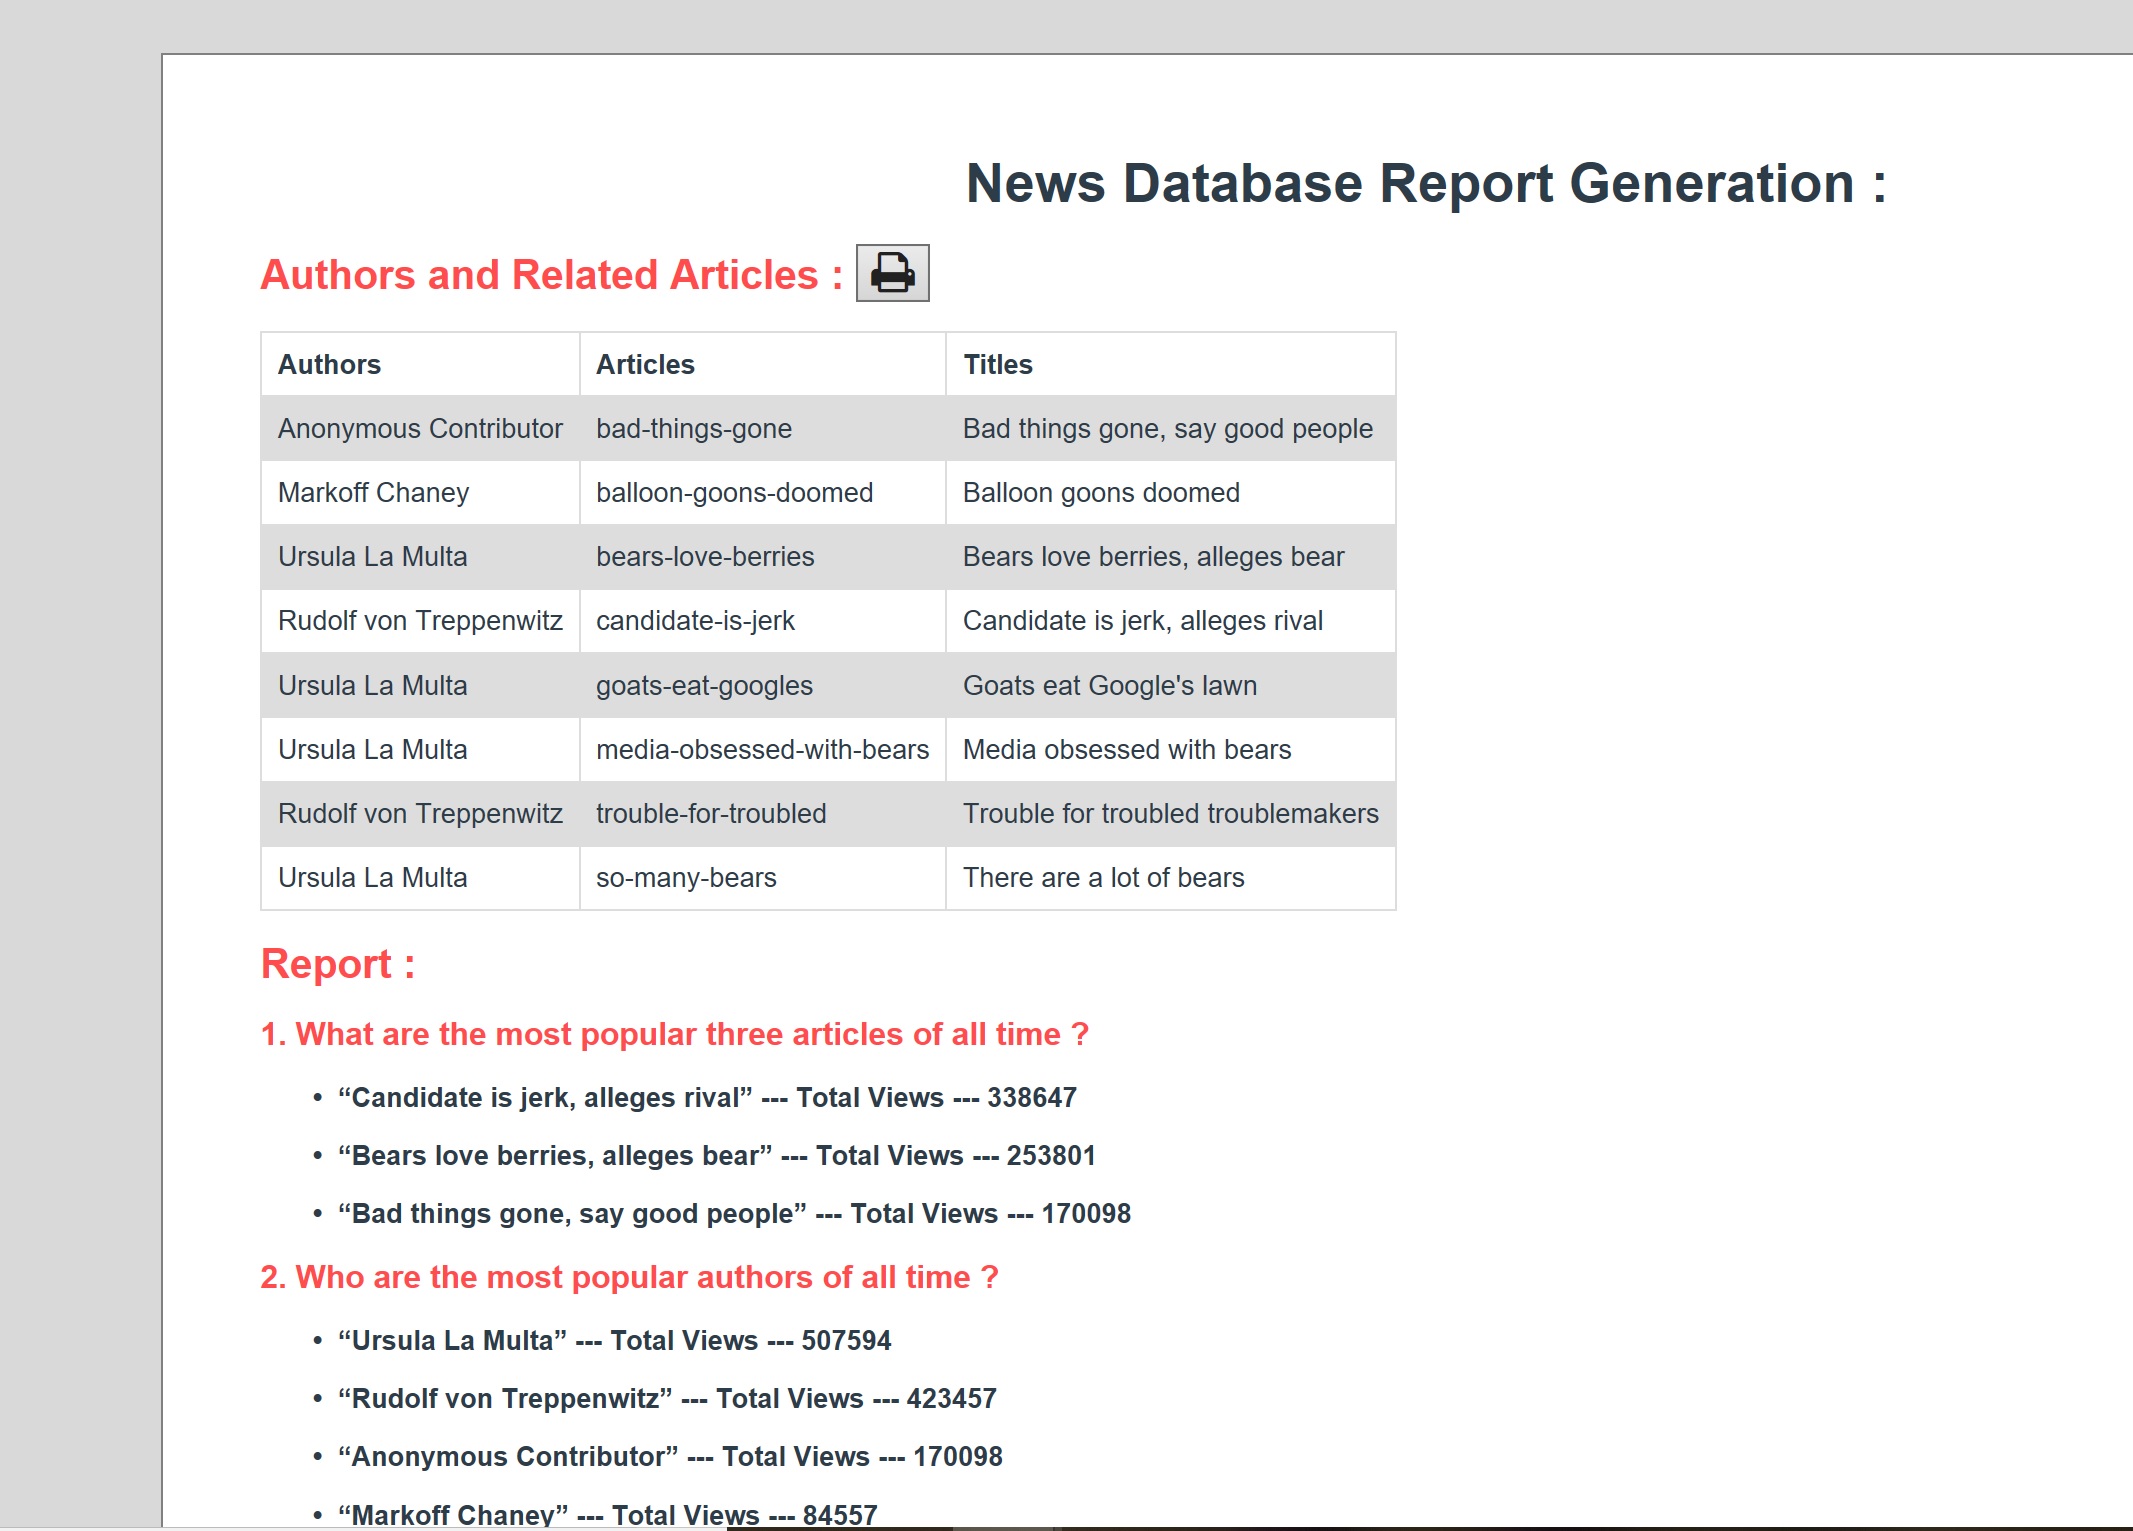 News Database Report Generation :
Authors and Related Articles :
Authors Articles Titles
Anonymous Contributor bad-things-gone Bad things gone, say good people
Markoff Chaney balloon-goons-doomed Balloon goons doomed
Ursula La Multa bears-love-berries Bears love berries, alleges bear
Rudolf von Treppenwitz candidate-is-jerk Candidate is jerk, alleges rival
Ursula La Multa goats-eat-googles Goats eat Google's lawn
Ursula La Multa media-obsessed-with-bears Media obsessed with bears
Rudolf von Treppenwitz trouble-for-troubled Trouble for troubled troublemakers
Ursula La Multa so-many-bears There are a lot of bears
Report :
1. What are the most popular three articles of all time ?
• “Candidate is jerk, alleges rival” --- Total Views --- 338647
• “Bears love berries, alleges bear” --- Total Views --- 253801
• “Bad things gone, say good people” --- Total Views --- 170098
2. Who are the most popular authors of all time ?
• “Ursula La Multa” --- Total Views --- 507594
• “Rudolf von Treppenwitz” --- Total Views --- 423457
• “Anonymous Contributor” --- Total Views --- 170098
• “Markoff Chaney” --- Total Views --- 84557